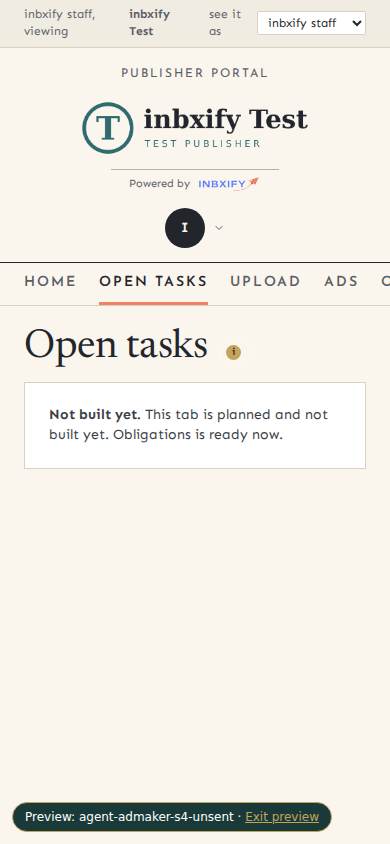 inbxify staff, viewing
inbxify Test
see it as
inbxify staff
PUBLISHER PORTAL
T
inbxify Test
TEST PUBLISHER
Powered by INBXIFY
I
HOME OPEN TASKS UPLOAD ADS
Open tasks i
Not built yet. This tab is planned and not
built yet. Obligations is ready now.
Preview: agent-admaker-s4-unsent · Exit preview